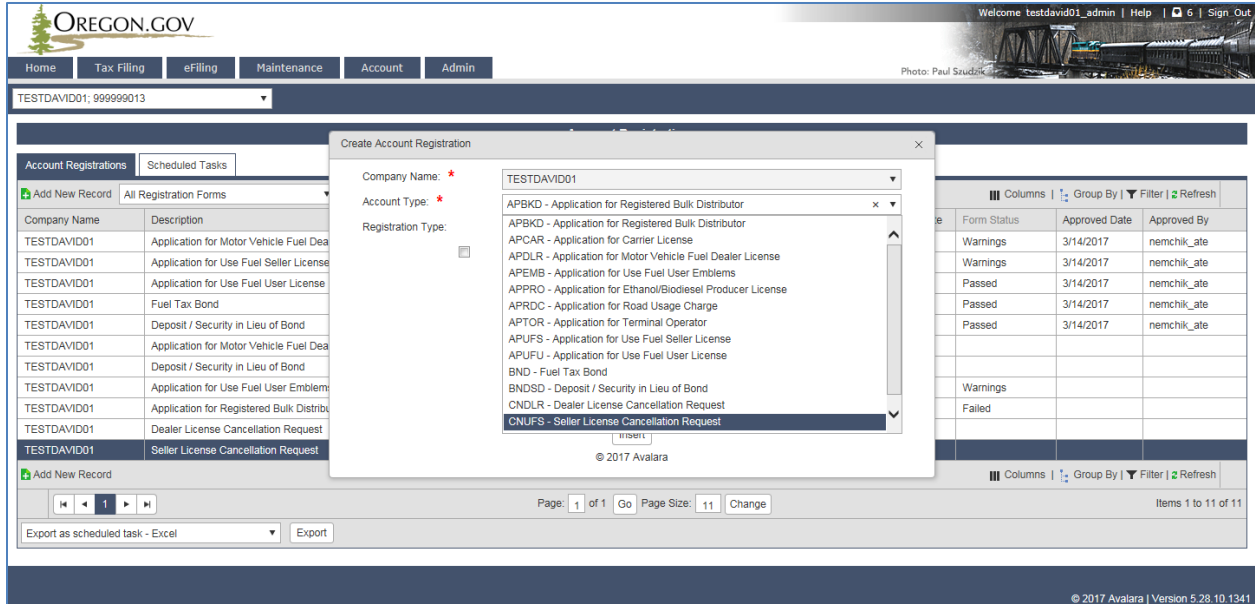 OREGON.GOV
Welcome testdavid01_admin | Help | 6 | Sign Out
Home Tax Filing eFiling Maintenance Account Admin
Photo: Paul Szudzik
TESTDAVID01; 999999013
Create Account Registration
Account Registrations Scheduled Tasks
Company Name: * TESTDAVID01
Account Type: * APBKD - Application for Registered Bulk Distributor
Registration Type:
APBKD - Application for Registered Bulk Distributor
APCAR - Application for Carrier License
APDLR - Application for Motor Vehicle Fuel Dealer License
APEMB - Application for Use Fuel User Emblems
APPRO - Application for Ethanol/Biodiesel Producer License
APRDC - Application for Road Usage Charge
APTOR - Application for Terminal Operator
APUFS - Application for Use Fuel Seller License
APUFU - Application for Use Fuel User License
BND - Fuel Tax Bond
BNDSD - Deposit / Security in Lieu of Bond
CNDLR - Dealer License Cancellation Request
CNUFS - Seller License Cancellation Request
Insert
© 2017 Avalara
Add New Record All Registration Forms Columns | Group By | Filter | Refresh
Company Name Description Form Status Approved Date Approved By
TESTDAVID01 Application for Motor Vehicle Fuel Dea Warnings 3/14/2017 nemchik_ate
TESTDAVID01 Application for Use Fuel Seller License Warnings 3/14/2017 nemchik_ate
TESTDAVID01 Application for Use Fuel User License Passed 3/14/2017 nemchik_ate
TESTDAVID01 Fuel Tax Bond Passed 3/14/2017 nemchik_ate
TESTDAVID01 Deposit / Security in Lieu of Bond Passed 3/14/2017 nemchik_ate
TESTDAVID01 Application for Motor Vehicle Fuel Dea
TESTDAVID01 Deposit / Security in Lieu of Bond
TESTDAVID01 Application for Use Fuel User Emblem Warnings
TESTDAVID01 Application for Registered Bulk Distribu Failed
TESTDAVID01 Dealer License Cancellation Request
TESTDAVID01 Seller License Cancellation Request
Add New Record Columns | Group By | Filter | Refresh
1 Page: 1 of 1 Go Page Size: 11 Change Items 1 to 11 of 11
Export as scheduled task - Excel Export
© 2017 Avalara | Version 5.28.10.1341